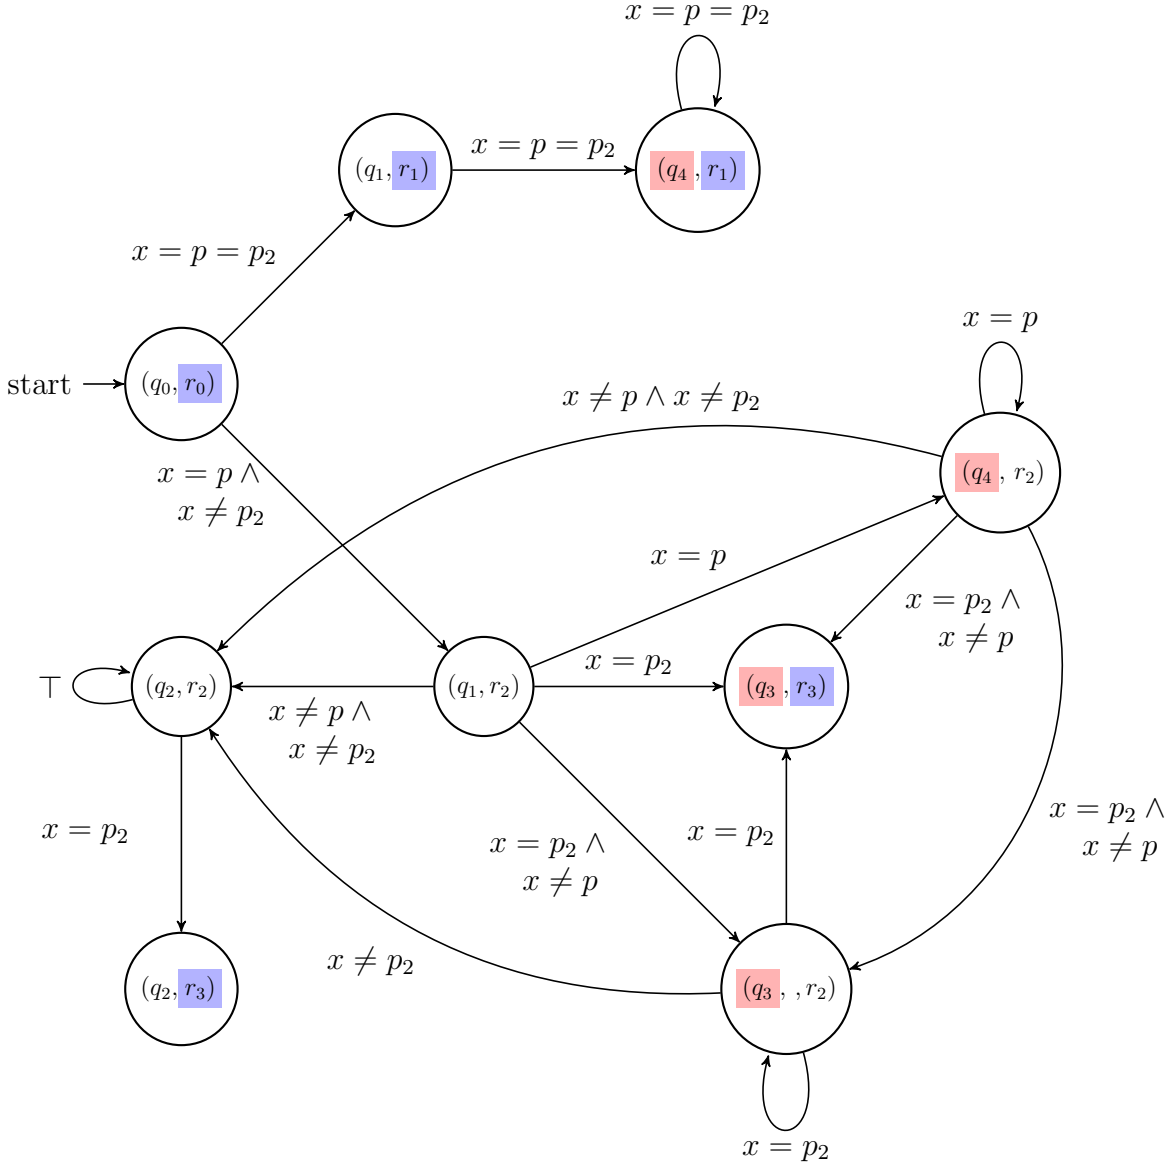 x = p = p₂
(q₁, r₁)
x = p = p₂
(q₄, r₁)
x = p = p₂
start
(q₀, r₀)
x = p
x ≠ p ∧ x ≠ p₂
x = p ∧
x ≠ p₂
(q₄, r₂)
x = p
x = p₂ ∧
x ≠ p
⊤
(q₂, r₂)
(q₁, r₂)
x = p₂
(q₃, r₃)
x ≠ p ∧
x ≠ p₂
x = p₂
x = p₂ ∧
x ≠ p
x = p₂
x = p₂ ∧
x ≠ p
x ≠ p₂
(q₂, r₃)
(q₃, , r₂)
x = p₂